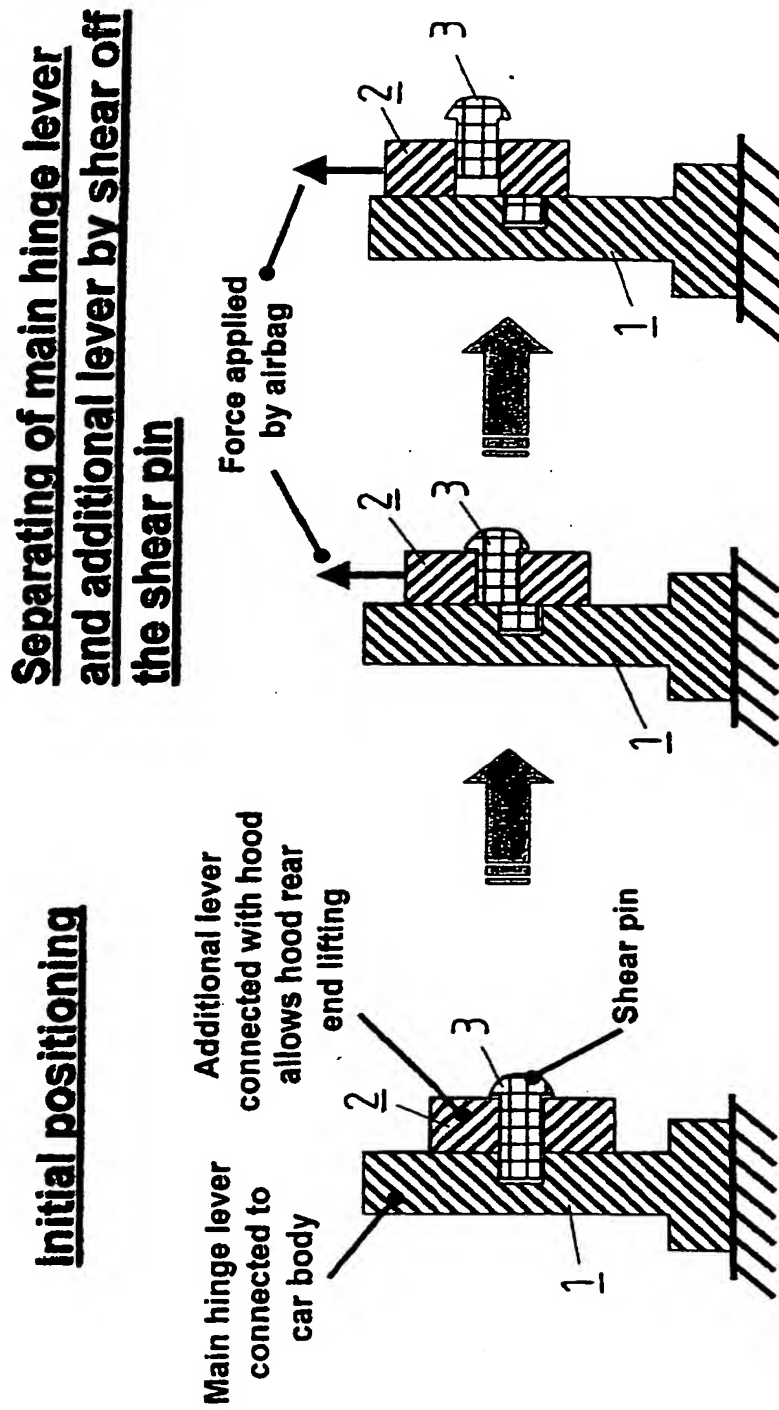 Initial positioning
Separating of main hinge lever
and additional lever by shear off
the shear pin
Main hinge lever
connected to
car body
Additional lever
connected with hood
allows hood rear
end lifting
Force applied
by airbag
2
3
Shear pin
1
2
3
1
2
3
1